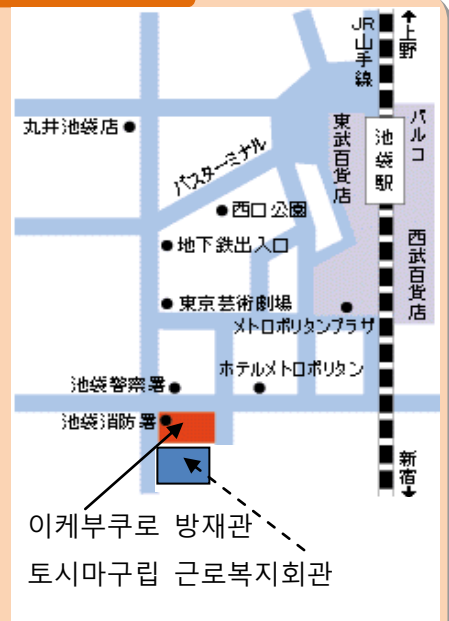 JR山手線
↑上野
丸井池袋店
バスターミナル
東武百貨店
池袋駅
パルコ
西口公園
地下鉄出入口
西武百貨店
東京芸術劇場
メトロポリタンプラザ
ホテルメトロポリタン
池袋警察署
池袋消防署
新宿↓
이케부쿠로 방재관
토시마구립 근로복지회관